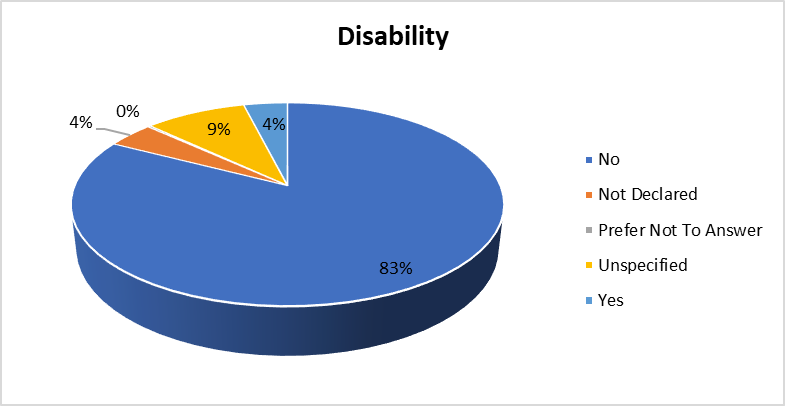 Disability
0%
4%
9%
4%
83%
No
Not Declared
Prefer Not To Answer
Unspecified
Yes